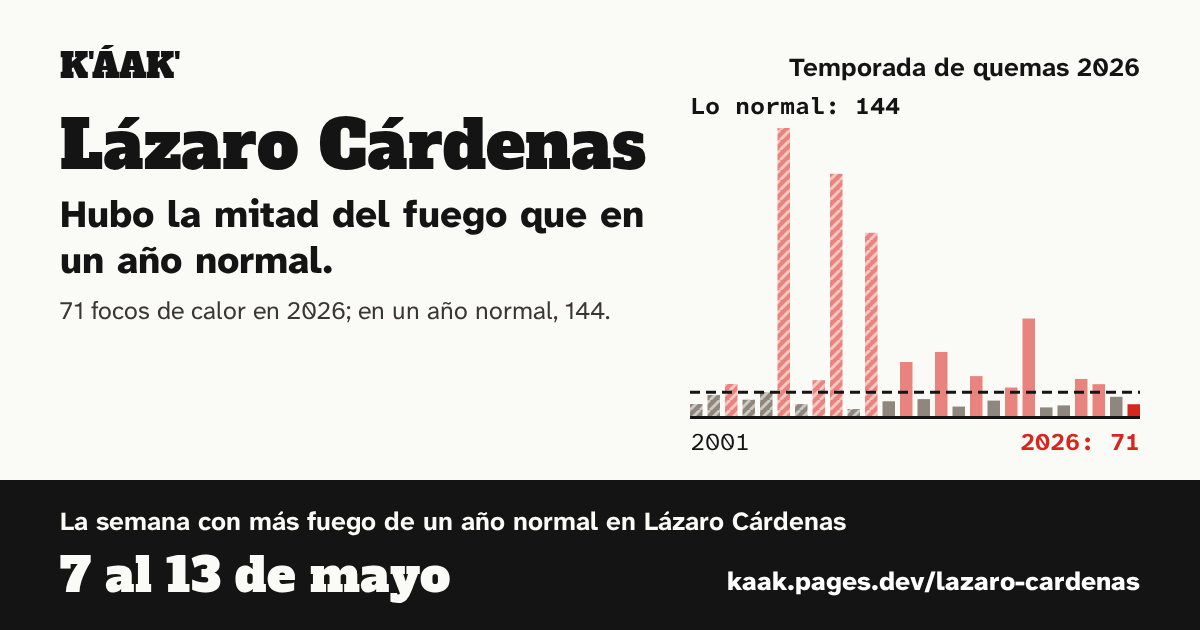 K'ÁAK'
Lázaro Cárdenas
Hubo la mitad del fuego que en
un año normal.
71 focos de calor en 2026; en un año normal, 144.
Temporada de quemas 2026
Lo normal: 144
2001
2026: 71
La semana con más fuego de un año normal en Lázaro Cárdenas
7 al 13 de mayo
kaak.pages.dev/lazaro-cardenas